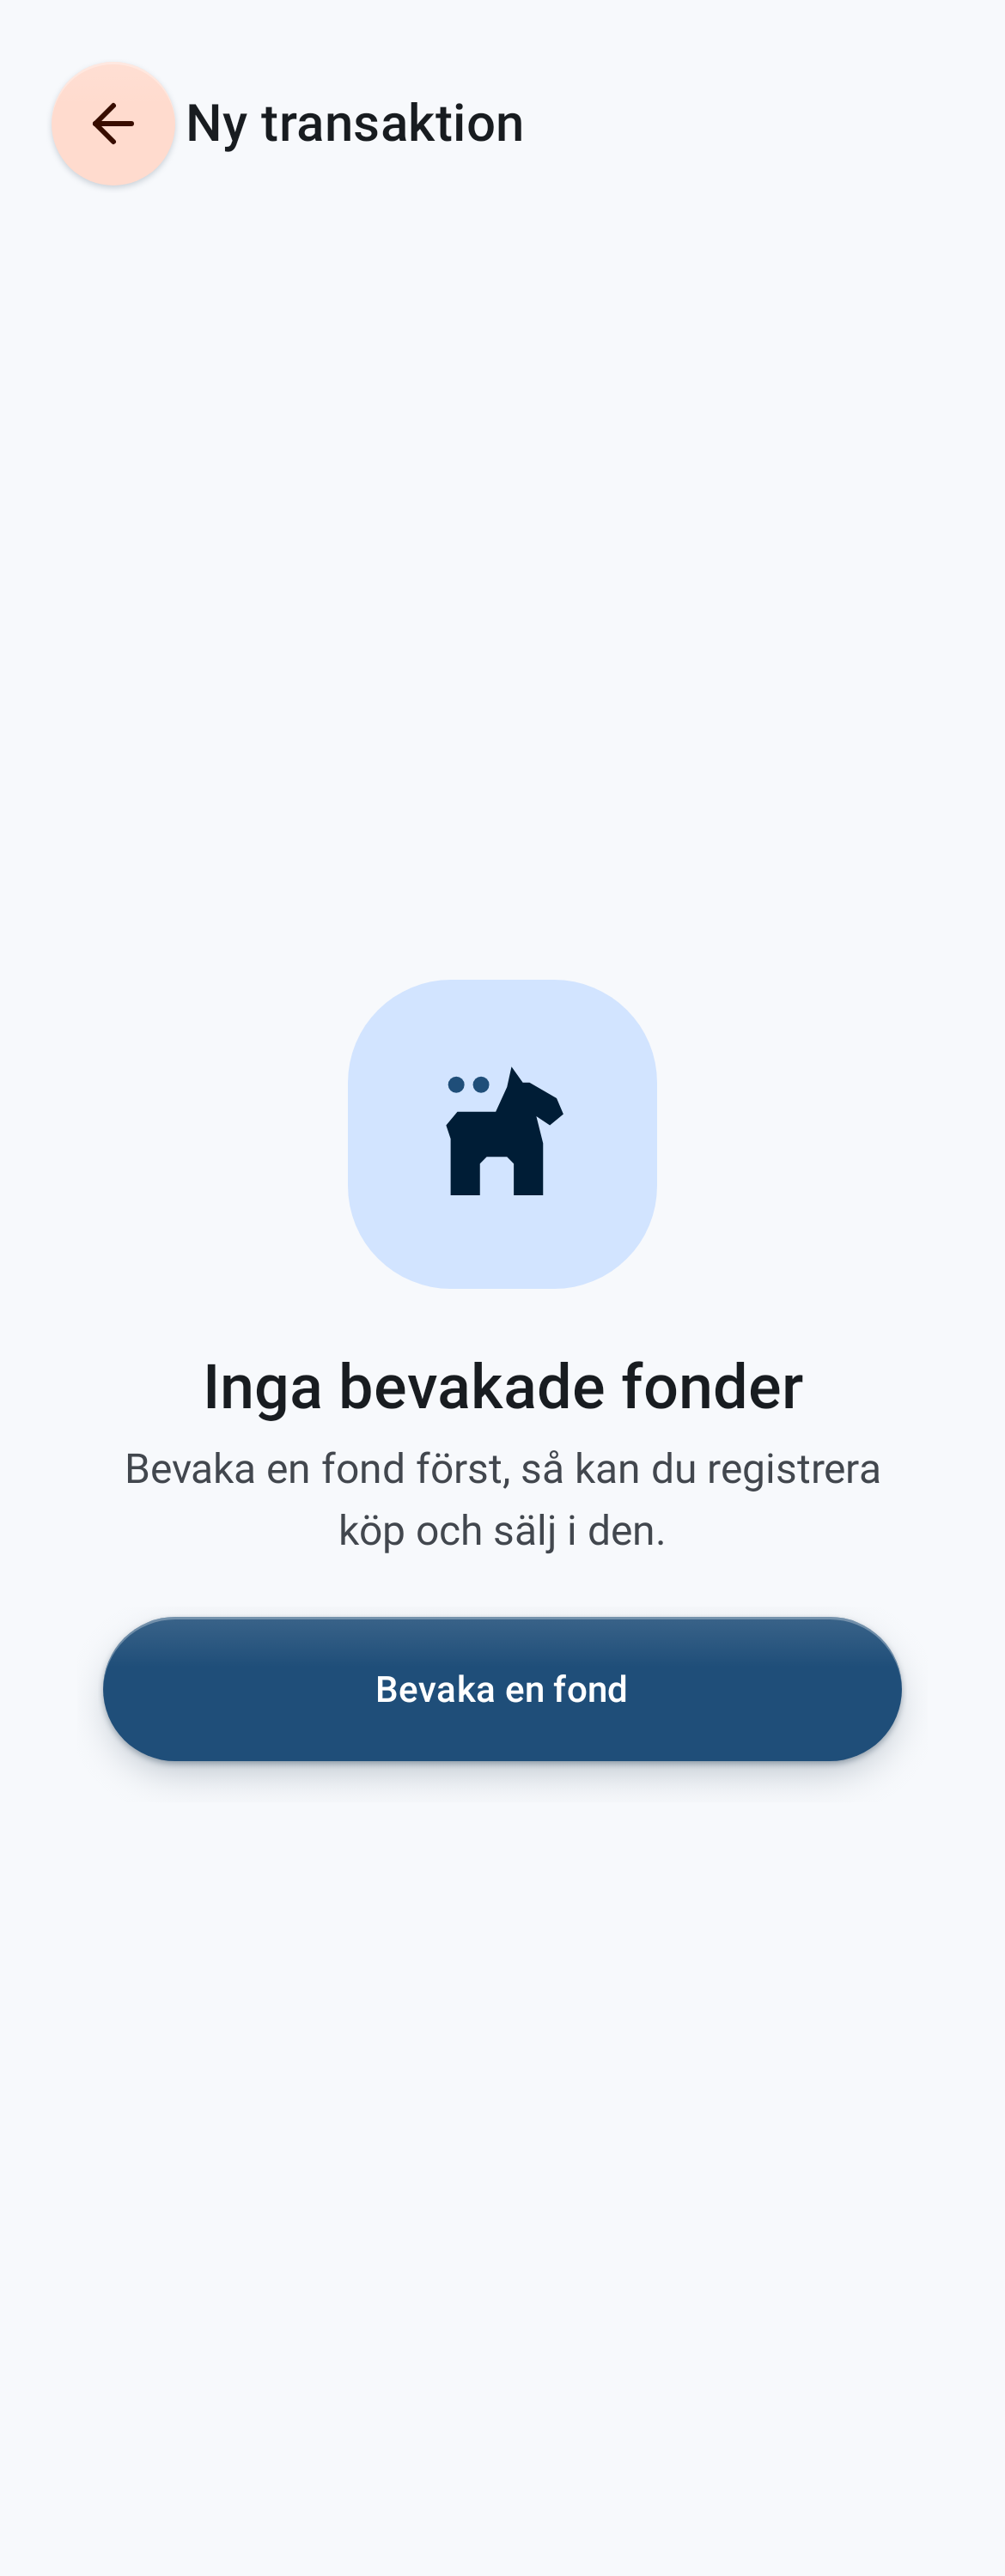 Ny transaktion
Inga bevakade fonder
Bevaka en fond först, så kan du registrera
köp och sälj i den.
Bevaka en fond